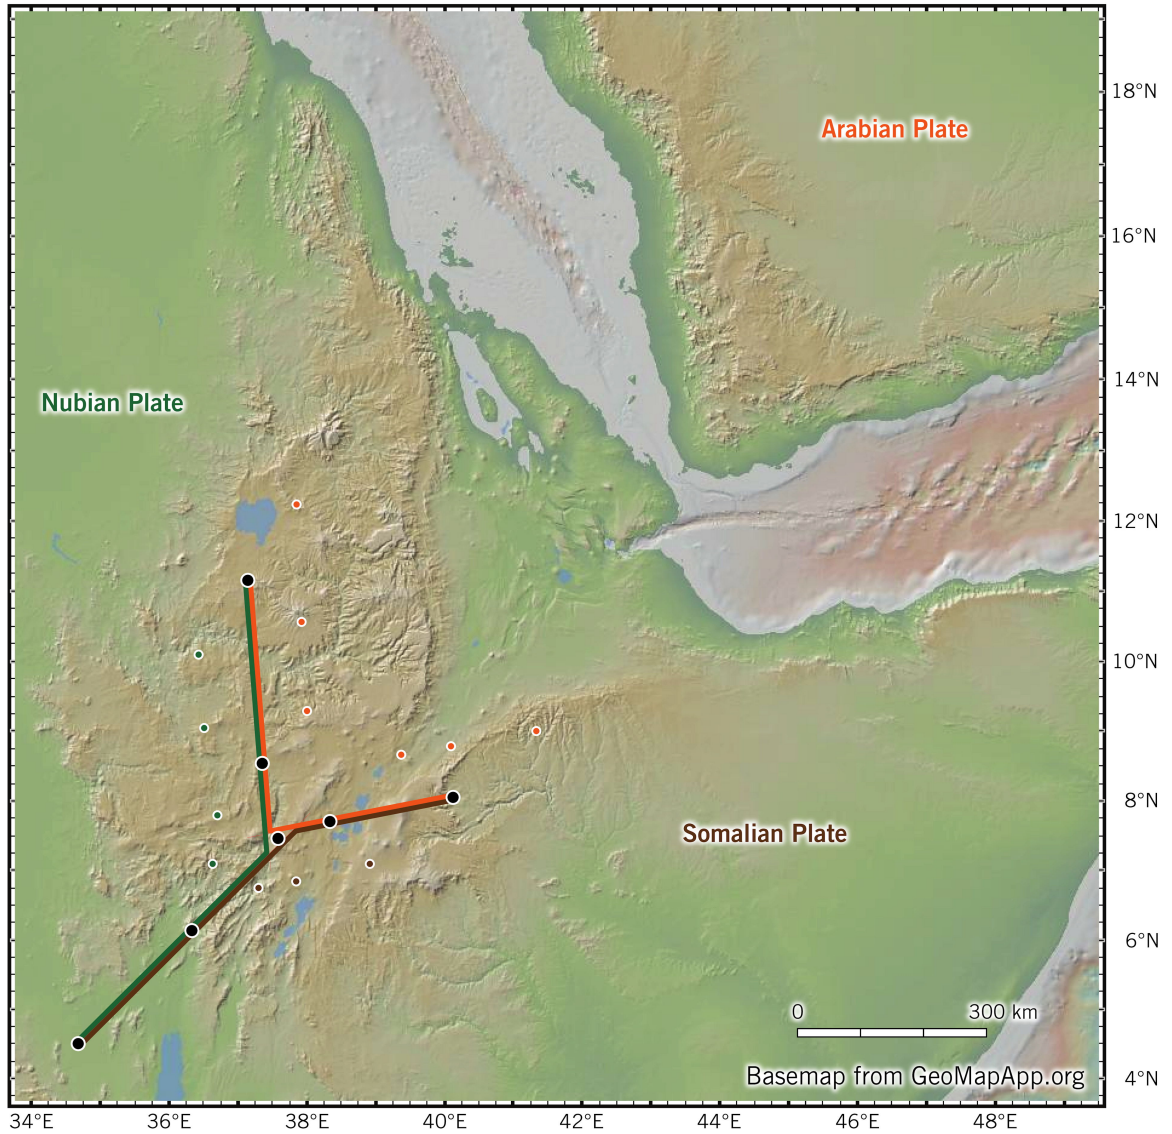 18°N
Arabian Plate
16°N
14°N
Nubian Plate
12°N
10°N
8°N
Somalian Plate
6°N
0 300 km
Basemap from GeoMapApp.org
4°N
34°E 36°E 38°E 40°E 42°E 44°E 46°E 48°E